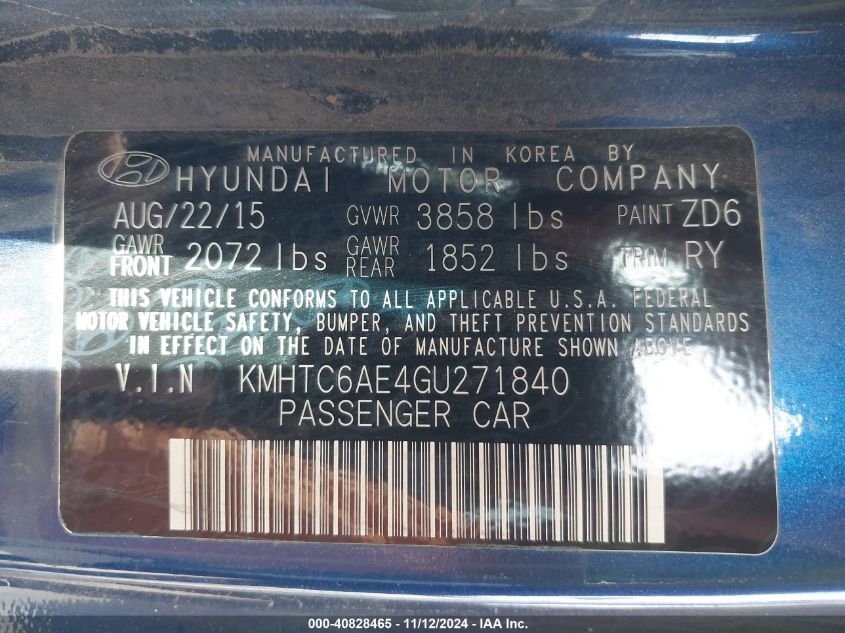 MANUFACTURED IN KOREA BY
HYUNDAI MOTOR COMPANY
AUG/22/15 GVWR 3858 lbs PAINT ZD6
GAWR FRONT 2072 lbs GAWR REAR 1852 lbs TRIM RY
THIS VEHICLE CONFORMS TO ALL APPLICABLE U.S.A. FEDERAL
MOTOR VEHICLE SAFETY, BUMPER, AND THEFT PREVENTION STANDARDS
IN EFFECT ON THE DATE OF MANUFACTURE SHOWN ABOVE.
V.I.N KMHTC6AE4GU271840
PASSENGER CAR
000-40828465 - 11/12/2024 - IAA Inc.